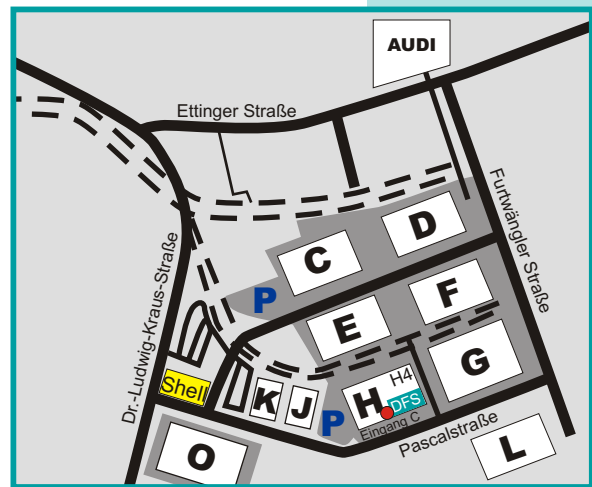 AUDI
Ettinger Straße
Furtwängler Straße
D
C
Dr.-Ludwig-Kraus-Straße
P
F
E
G
H4
Shell
K
J
H
DFS
P
Eingang C
Pascalstraße
L
O